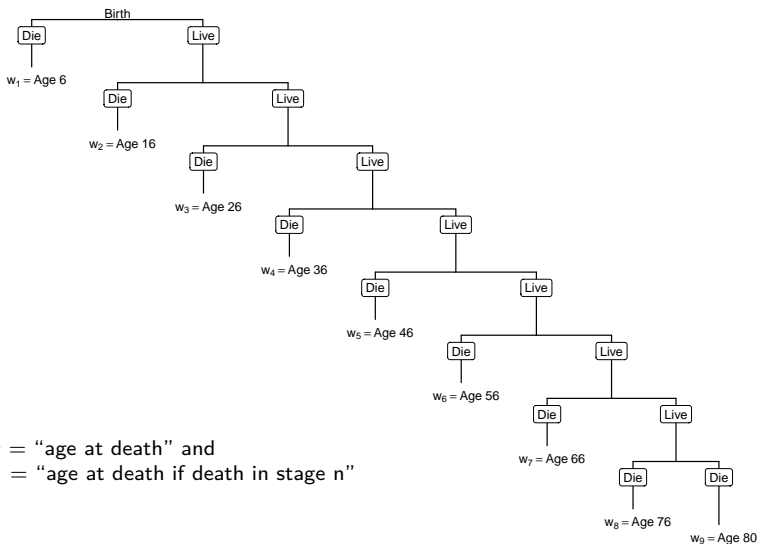 Birth
Die Live
w₁ = Age 6
Die Live
w₂ = Age 16
Die Live
w₃ = Age 26
Die Live
w₄ = Age 36
Die Live
w₅ = Age 46
Die Live
w₆ = Age 56
Die Live
w₇ = Age 66
Die Die
w₈ = Age 76
w₉ = Age 80
= “age at death” and
= “age at death if death in stage n”